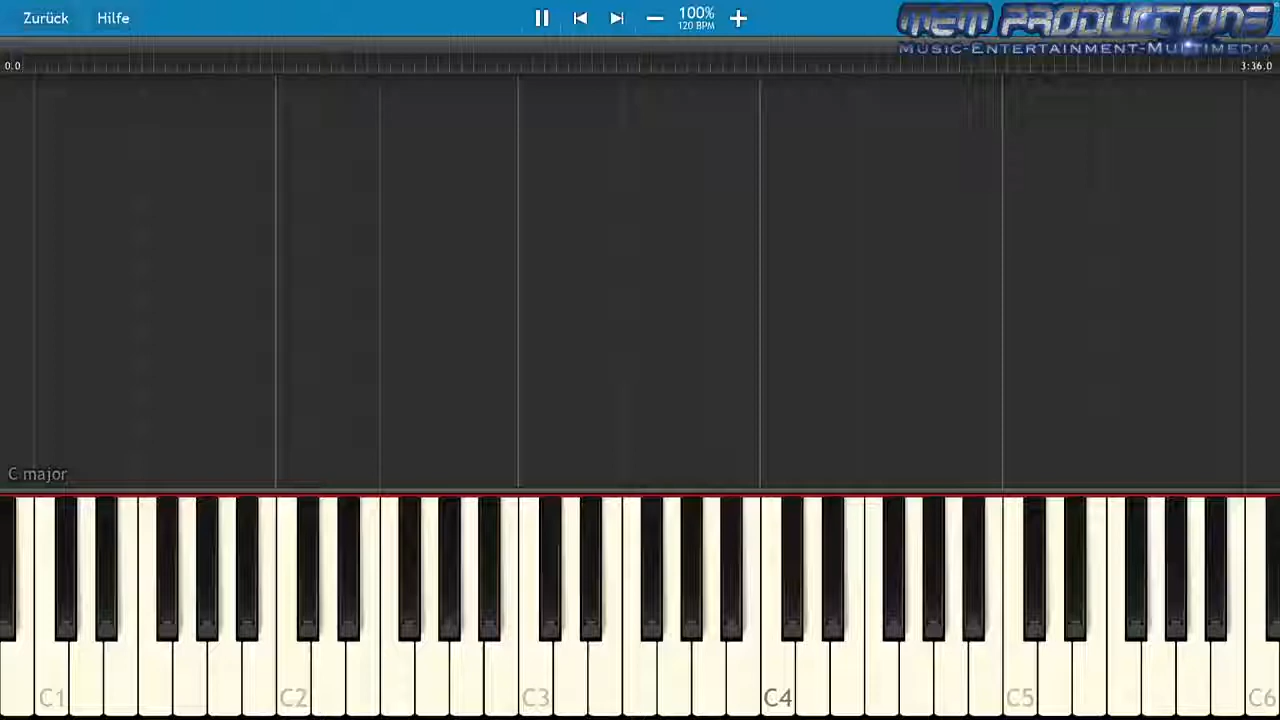 Zurück Hilfe
100%
120 BPM
MEM PRODUCTIONS
MUSIC-ENTERTAINMENT-MULTIMEDIA
0.0
3:36.0
C major
C1 C2 C3 C4 C5 C6